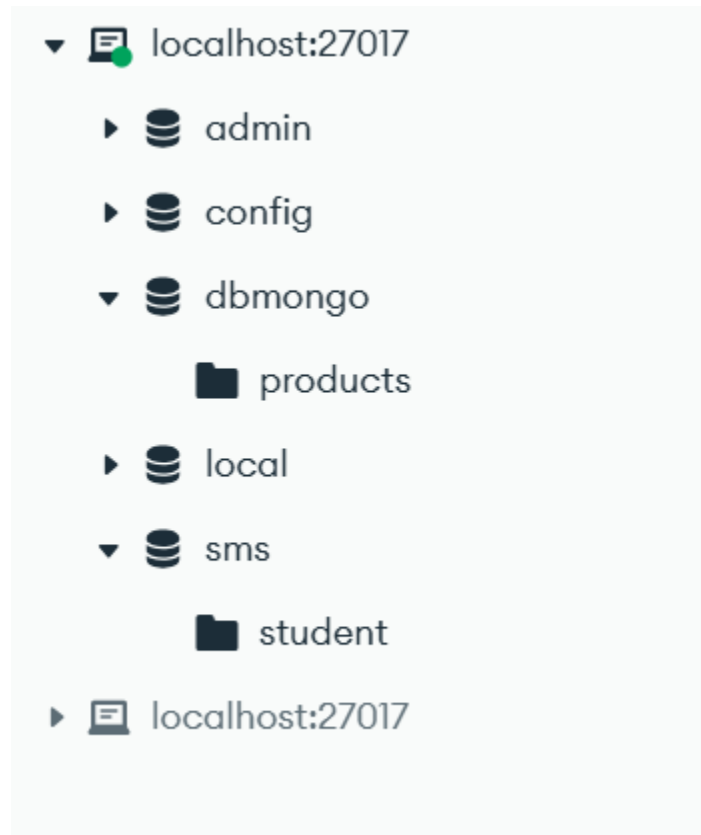 localhost:27017
admin
config
dbmongo
products
local
sms
student
localhost:27017